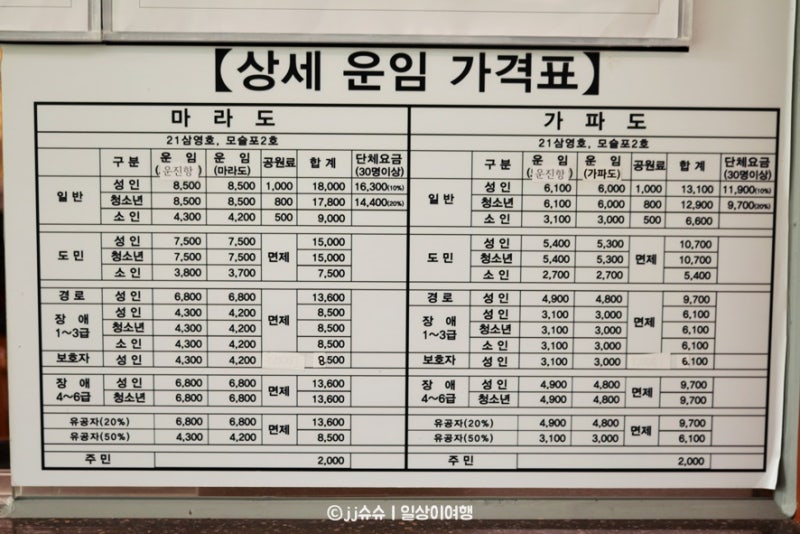 【상세 운임 가격표】
마 라 도
21삼영호, 모슬포2호
구 분 운 임 (운진항) 운 임 (마라도) 공원료 합 계 단체요금 (30명이상)
일 반 성 인 8,500 8,500 1,000 18,000 16,300(10%)
청소년 8,500 8,500 800 17,800 14,400(20%)
소 인 4,300 4,200 500 9,000
도 민 성 인 7,500 7,500 면제 15,000
청소년 7,500 7,500 15,000
소 인 3,800 3,700 7,500
경 로 성 인 6,800 6,800 면제 13,600
장 애 1~3급 성 인 4,300 4,200 8,500
청소년 4,300 4,200 8,500
소 인 4,300 4,200 8,500
보호자 성 인 4,300 4,200 8,500
장 애 4~6급 성 인 6,800 6,800 면제 13,600
청소년 6,800 6,800 13,600
유공자(20%) 6,800 6,800 면제 13,600
유공자(50%) 4,300 4,200 8,500
주 민 2,000
가 파 도
21삼영호, 모슬포2호
구 분 운 임 (운진항) 운 임 (가파도) 공원료 합 계 단체요금 (30명이상)
일 반 성 인 6,100 6,000 1,000 13,100 11,900(10%)
청소년 6,100 6,000 800 12,900 9,700(20%)
소 인 3,100 3,000 500 6,600
도 민 성 인 5,400 5,300 면제 10,700
청소년 5,400 5,300 10,700
소 인 2,700 2,700 5,400
경 로 성 인 4,900 4,800 면제 9,700
장 애 1~3급 성 인 3,100 3,000 6,100
청소년 3,100 3,000 6,100
소 인 3,100 3,000 6,100
보호자 성 인 3,100 3,000 6,100
장 애 4~6급 성 인 4,900 4,800 면제 9,700
청소년 4,900 4,800 9,700
유공자(20%) 4,900 4,800 면제 9,700
유공자(50%) 3,100 3,000 6,100
주 민 2,000
©jj슈슈 | 일상이여행